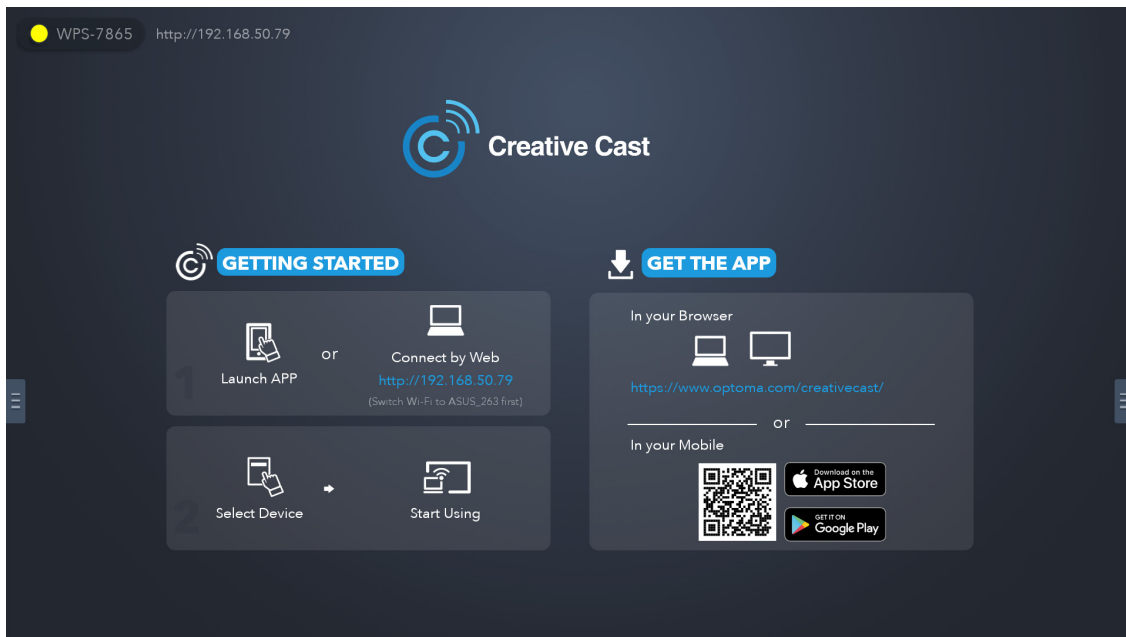 WPS-7865 http://192.168.50.79
Creative Cast
GETTING STARTED
1
Launch APP
or
Connect by Web
http://192.168.50.79
(Switch Wi-Fi to ASUS_263 first)
2
Select Device
Start Using
GET THE APP
In your Browser
https://www.optoma.com/creativecast/
or
In your Mobile
Download on the
App Store
GET IT ON
Google Play